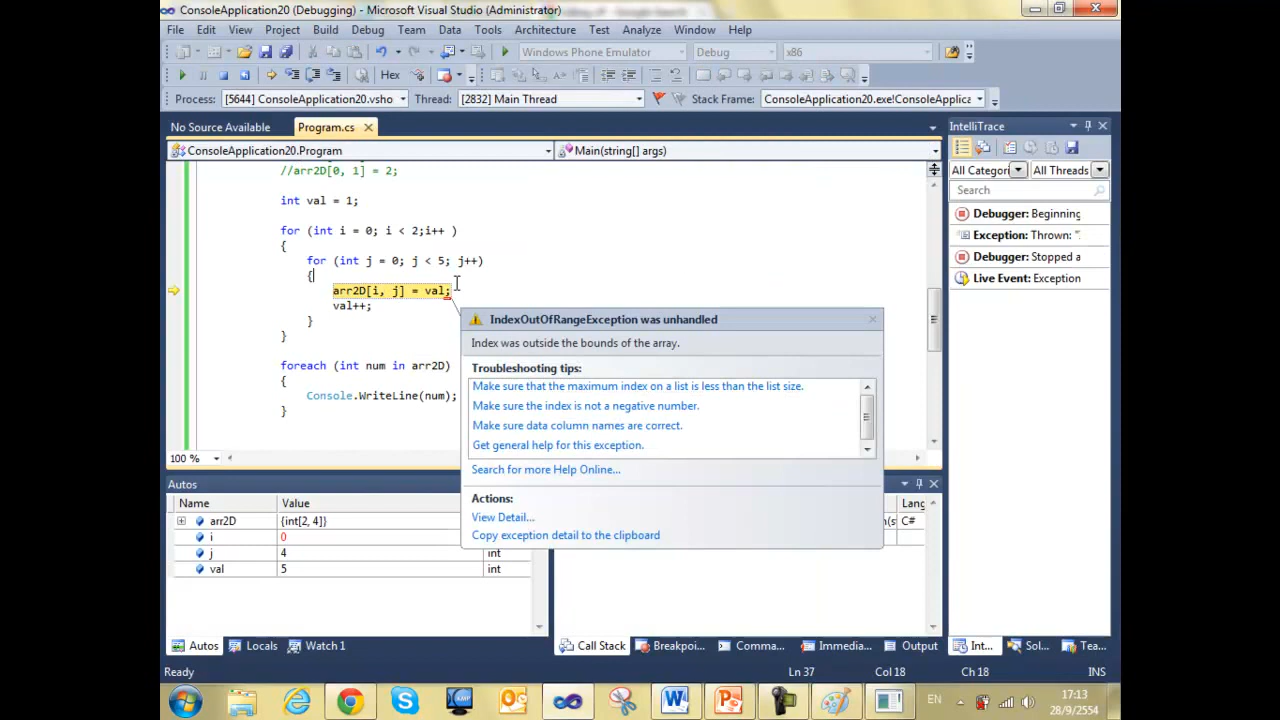 ConsoleApplication20 (Debugging) - Microsoft Visual Studio (Administrator)
File Edit View Project Build Debug Team Data Tools Architecture Test Analyze Window Help
Windows Phone Emulator Debug x86
Hex
Process: [5644] ConsoleApplication20.vsho Thread: [2832] Main Thread Stack Frame: ConsoleApplication20.exe!ConsoleApplica
No Source Available Program.cs
ConsoleApplication20.Program Main(string[] args)
//arr2D[0, 1] = 2;
int val = 1;
for (int i = 0; i < 2;i++ )
{
for (int j = 0; j < 5; j++)
{
arr2D[i, j] = val;
val++;
}
}
foreach (int num in arr2D)
{
Console.WriteLine(num);
}
100 %
IndexOutOfRangeException was unhandled
Index was outside the bounds of the array.
Troubleshooting tips:
Make sure that the maximum index on a list is less than the list size.
Make sure the index is not a negative number.
Make sure data column names are correct.
Get general help for this exception.
Search for more Help Online...
Actions:
View Detail...
Copy exception detail to the clipboard
IntelliTrace
All Categori All Threads
Search
Debugger: Beginning
Exception: Thrown: "
Debugger: Stopped a
Live Event: Exception
Autos
Name Value
arr2D {int[2, 4]}
i 0
j 4 int
val 5 int
Lang
C#
Autos Locals Watch 1
Call Stack Breakpoi... Comma... Immedia... Output
Int... Sol... Tea...
Ready Ln 37 Col 18 Ch 18 INS
EN
17:13
28/9/2554